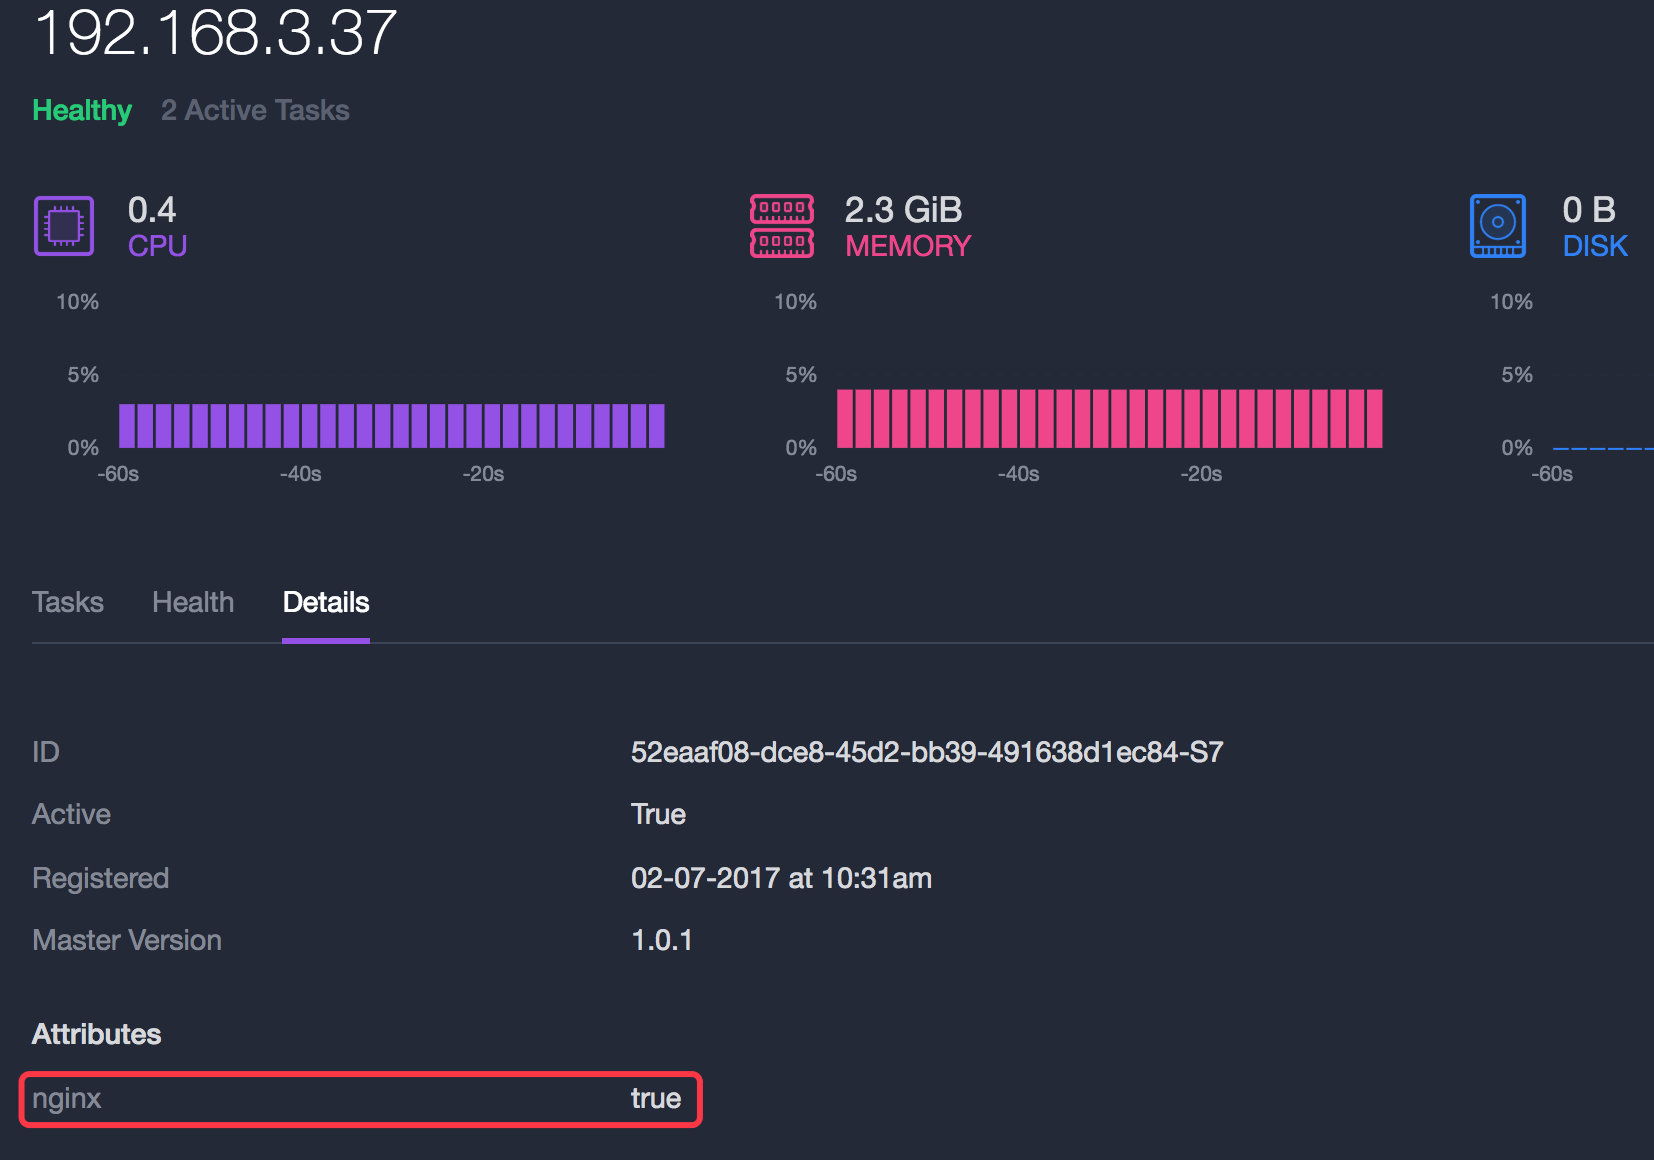 192.168.3.37
Healthy 2 Active Tasks
0.4
CPU
10%
5%
0%
-60s -40s -20s
2.3 GiB
MEMORY
10%
5%
0%
-60s -40s -20s
0 B
DISK
10%
5%
0%
-60s
Tasks Health Details
ID 52eaaf08-dce8-45d2-bb39-491638d1ec84-S7
Active True
Registered 02-07-2017 at 10:31am
Master Version 1.0.1
Attributes
nginx true